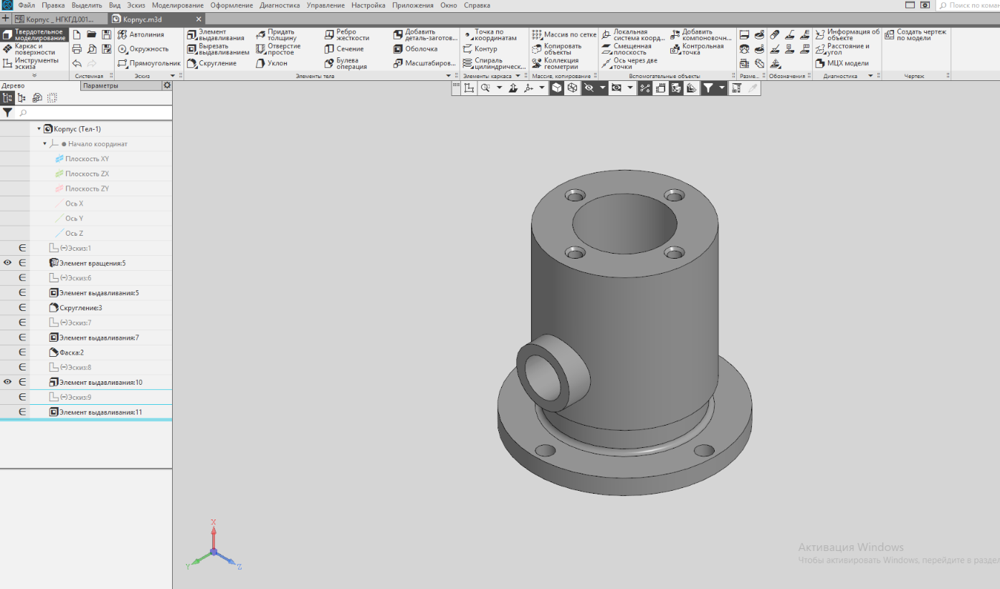 Файл Правка Выделить Вид Эскиз Моделирование Оформление Диагностика Управление Настройка Приложения Окно Справка
Поиск по коман
Корпус _ НГКГД.001...
Корпус.m3d
Твердотельное моделирование
Каркас и поверхности
Инструменты эскиза
Системная
Автолиния
Окружность
Прямоугольник
Эскиз
Элемент выдавливания
Вырезать выдавливанием
Скругление
Придать толщину
Отверстие простое
Уклон
Ребро жесткости
Сечение
Булева операция
Добавить деталь-заготов...
Оболочка
Масштабиров...
Элементы тела
Точка по координатам
Контур
Спираль цилиндрическ...
Элементы каркаса
Массив по сетке
Копировать объекты
Коллекция геометрии
Массив, копирование
Локальная система коорд...
Смещенная плоскость
Ось через две точки
Добавить компоновочн...
Контрольная точка
Вспомогательные объекты
Разме...
Обозначения
Информация об объекте
Расстояние и угол
МЦХ модели
Диагностика
Создать чертеж по модели
Чертеж
Дерево
Параметры
Корпус (Тел-1)
Начало координат
Плоскость XY
Плоскость ZX
Плоскость ZY
Ось X
Ось Y
Ось Z
(-)Эскиз:1
Элемент вращения:5
(-)Эскиз:6
Элемент выдавливания:5
Скругление:3
(-)Эскиз:7
Элемент выдавливания:7
Фаска:2
(-)Эскиз:8
Элемент выдавливания:10
(-)Эскиз:9
Элемент выдавливания:11
X
Y
Z
Активация Windows
Чтобы активировать Windows, перейдите в раздел